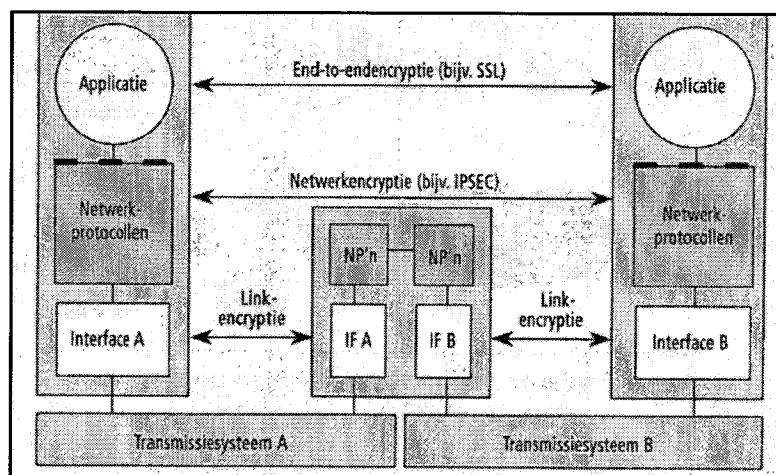 End-to-endencryptie (bijv. SSL)
Applicatie
Applicatie
Netwerkencryptie (bijv. IPSEC)
Netwerk-
protocollen
NP'n
NP'n
Netwerk-
protocollen
Link-
encryptie
Link-
encryptie
Interface A
IF A
IF B
Interface B
Transmissiesysteem A
Transmissiesysteem B